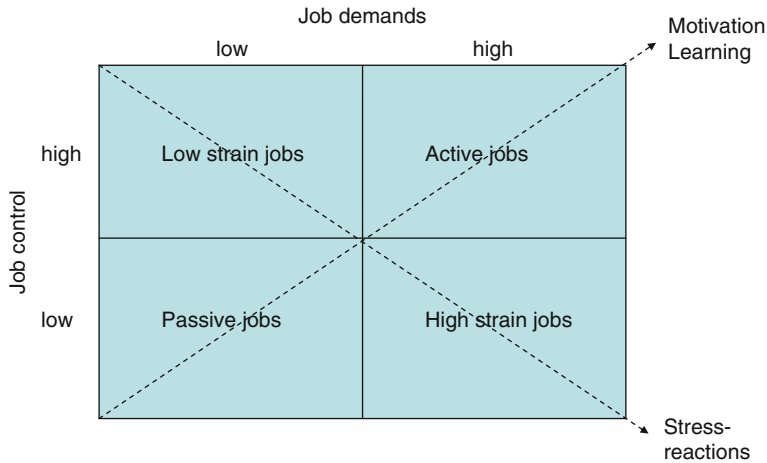 Job demands
low
high
Motivation
Learning
high
Low strain jobs
Active jobs
Job control
low
Passive jobs
High strain jobs
Stress-
reactions